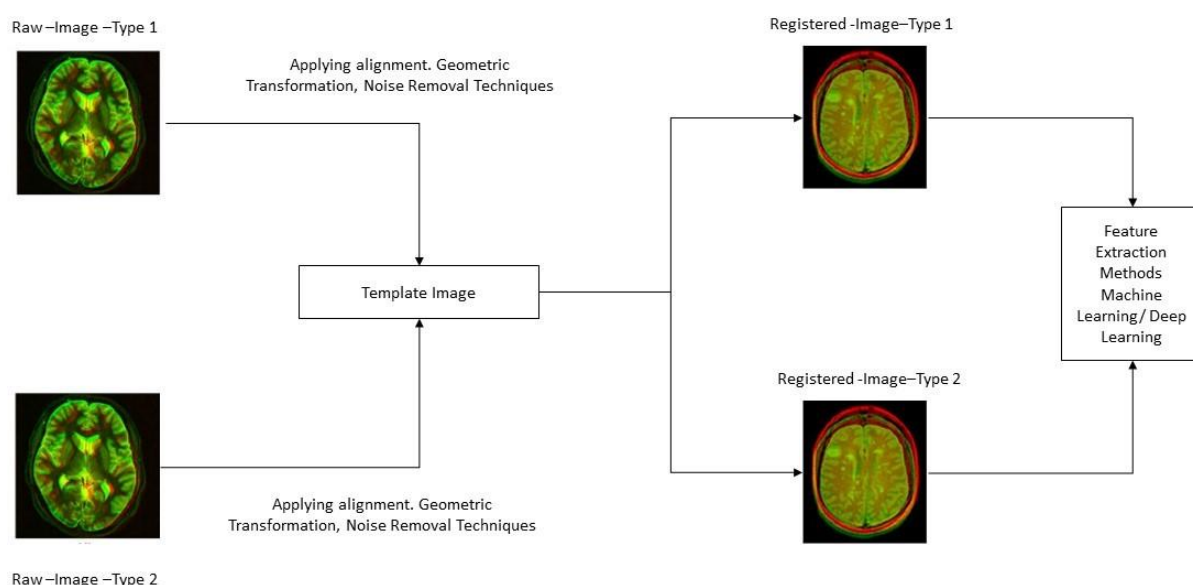 Raw –Image –Type 1
Applying alignment. Geometric
Transformation, Noise Removal Techniques
Registered -Image–Type 1
Template Image
Feature
Extraction
Methods
Machine
Learning/ Deep
Learning
Registered -Image–Type 2
Applying alignment. Geometric
Transformation, Noise Removal Techniques
Raw –Image –Type 2